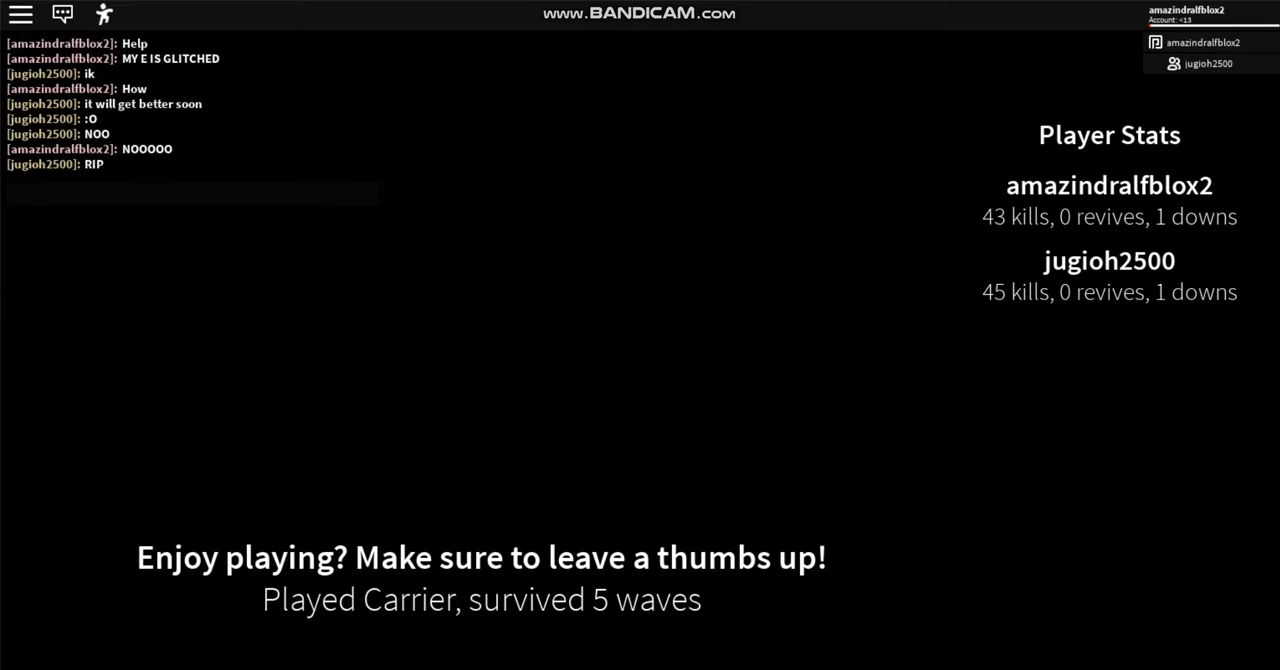 www.BANDICAM.com
amazindralfblox2
Account: <13
amazindralfblox2
jugioh2500
[amazindralfblox2]: Help
[amazindralfblox2]: MY E IS GLITCHED
[jugioh2500]: ik
[amazindralfblox2]: How
[jugioh2500]: it will get better soon
[jugioh2500]: :O
[jugioh2500]: NOO
[amazindralfblox2]: NOOOOO
[jugioh2500]: RIP
Player Stats
amazindralfblox2
43 kills, 0 revives, 1 downs
jugioh2500
45 kills, 0 revives, 1 downs
Enjoy playing? Make sure to leave a thumbs up!
Played Carrier, survived 5 waves